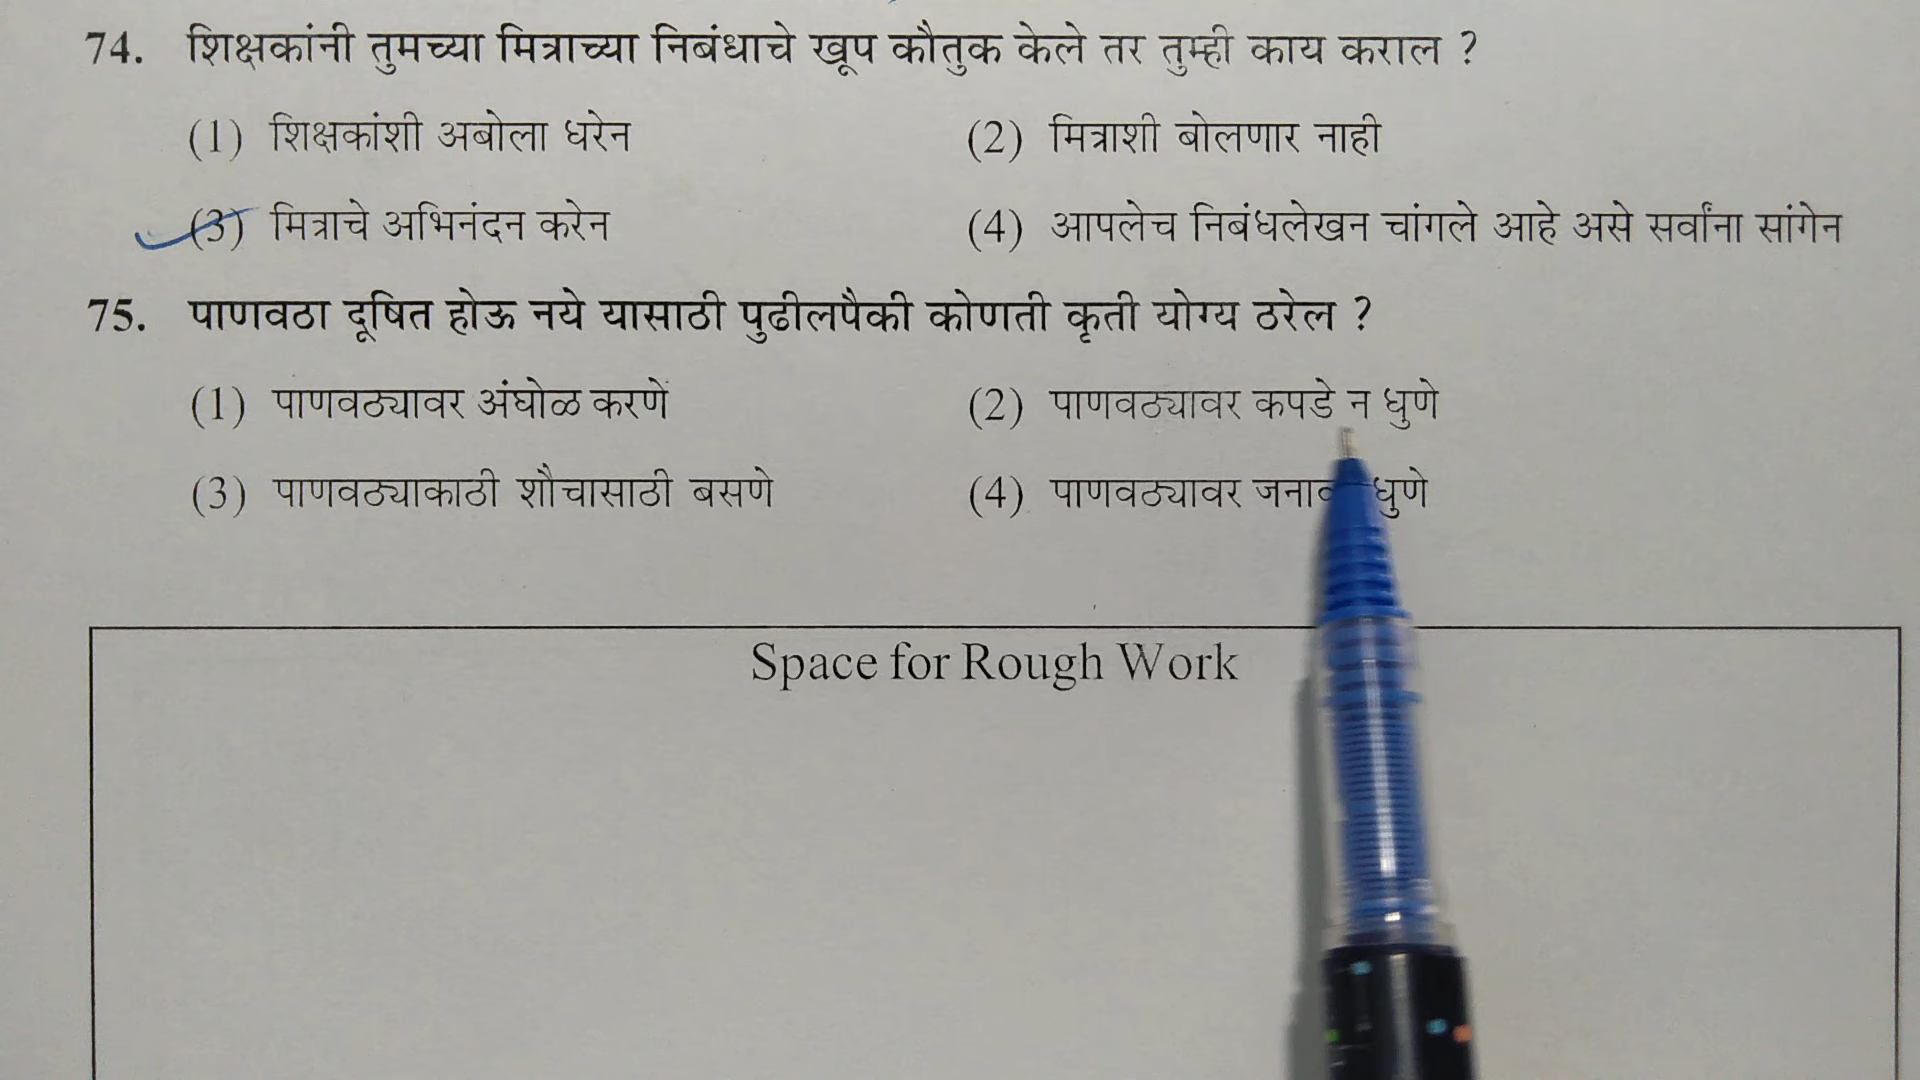 74. शिक्षकांनी तुमच्या मित्राच्या निबंधाचे खूप कौतुक केले तर तुम्ही काय कराल ?
(1) शिक्षकांशी अबोला धरेन (2) मित्राशी बोलणार नाही
(3) मित्राचे अभिनंदन करेन (4) आपलेच निबंधलेखन चांगले आहे असे सर्वांना सांगेन
75. पाणवठा दूषित होऊ नये यासाठी पुढीलपैकी कोणती कृती योग्य ठरेल ?
(1) पाणवठ्यावर अंघोळ करणे (2) पाणवठ्यावर कपडे न धुणे
(3) पाणवठ्याकाठी शौचासाठी बसणे (4) पाणवठ्यावर धुणे
Space for Rough Work